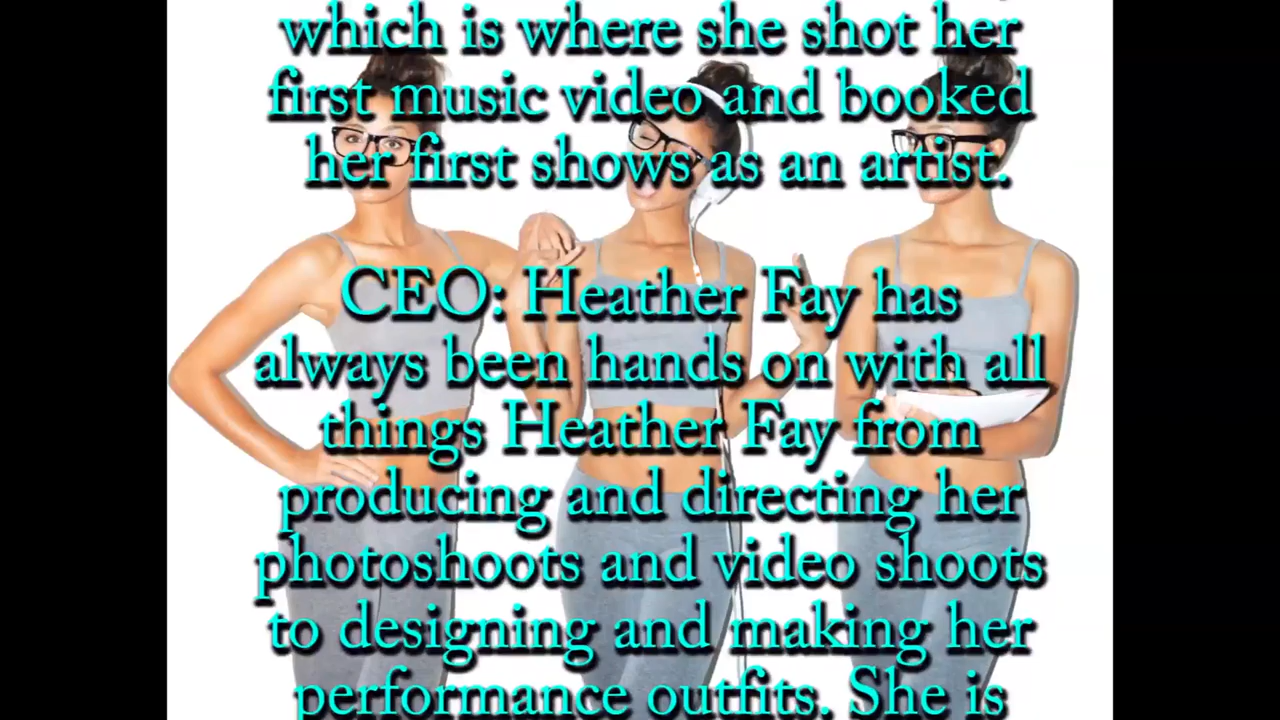 which is where she shot her
first music video and booked
her first shows as an artist.
CEO: Heather Fay has
always been hands on with all
things Heather Fay from
producing and directing her
photoshoots and video shoots
to designing and making her
performance outfits. She is